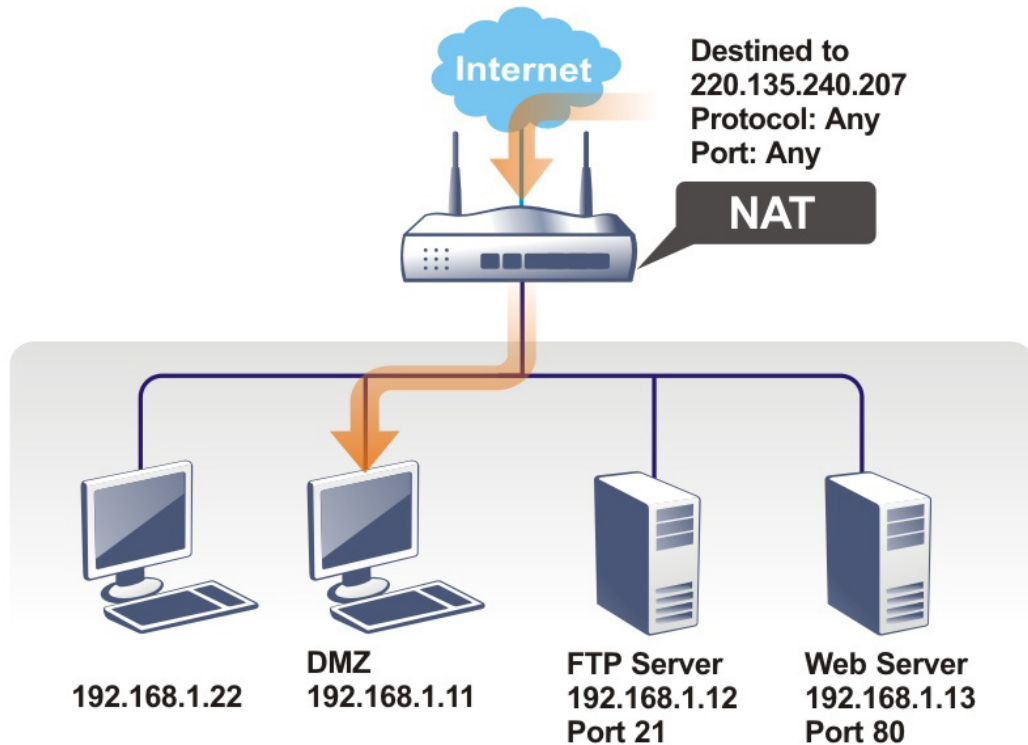 Internet
Destined to
220.135.240.207
Protocol: Any
Port: Any
NAT
192.168.1.22
DMZ
192.168.1.11
FTP Server
192.168.1.12
Port 21
Web Server
192.168.1.13
Port 80